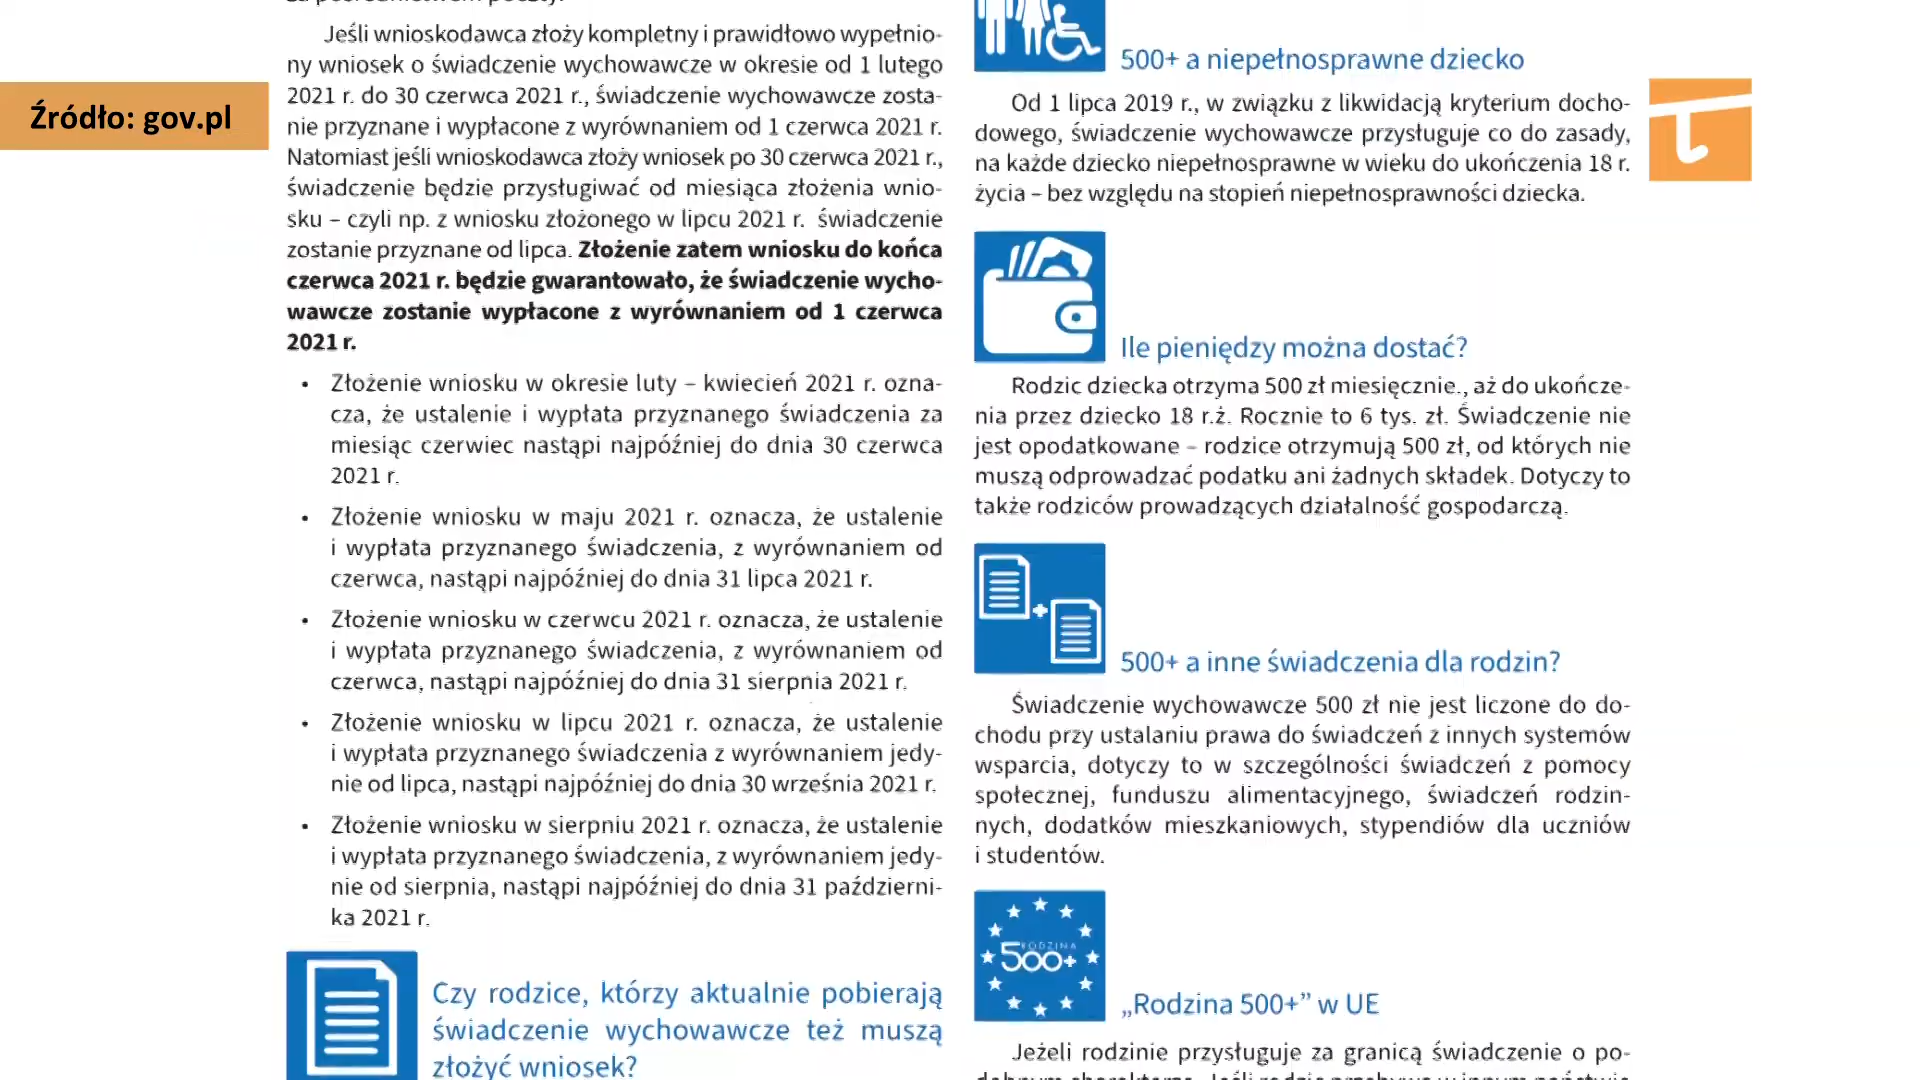 Źródło: gov.pl
Jeśli wnioskodawca złoży kompletny i prawidłowo wypełnio-
ny wniosek o świadczenie wychowawcze w okresie od 1 lutego
2021 r. do 30 czerwca 2021 r., świadczenie wychowawcze zosta-
nie przyznane i wypłacone z wyrównaniem od 1 czerwca 2021 r.
Natomiast jeśli wnioskodawca złoży wniosek po 30 czerwca 2021 r.,
świadczenie będzie przysługiwać od miesiąca złożenia wnio-
sku – czyli np. z wniosku złożonego w lipcu 2021 r. świadczenie
zostanie przyznane od lipca. Złożenie zatem wniosku do końca
czerwca 2021 r. będzie gwarantowało, że świadczenie wycho-
wawcze zostanie wypłacone z wyrównaniem od 1 czerwca
2021 r.
• Złożenie wniosku w okresie luty – kwiecień 2021 r. ozna-
cza, że ustalenie i wypłata przyznanego świadczenia za
miesiąc czerwiec nastąpi najpóźniej do dnia 30 czerwca
2021 r.
• Złożenie wniosku w maju 2021 r. oznacza, że ustalenie
i wypłata przyznanego świadczenia, z wyrównaniem od
czerwca, nastąpi najpóźniej do dnia 31 lipca 2021 r.
• Złożenie wniosku w czerwcu 2021 r. oznacza, że ustalenie
i wypłata przyznanego świadczenia, z wyrównaniem od
czerwca, nastąpi najpóźniej do dnia 31 sierpnia 2021 r.
• Złożenie wniosku w lipcu 2021 r. oznacza, że ustalenie
i wypłata przyznanego świadczenia z wyrównaniem jedy-
nie od lipca, nastąpi najpóźniej do dnia 30 września 2021 r.
• Złożenie wniosku w sierpniu 2021 r. oznacza, że ustalenie
i wypłata przyznanego świadczenia, z wyrównaniem jedy-
nie od sierpnia, nastąpi najpóźniej do dnia 31 październi-
ka 2021 r.
Czy rodzice, którzy aktualnie pobierają
świadczenie wychowawcze też muszą
złożyć wniosek?
500+ a niepełnosprawne dziecko
Od 1 lipca 2019 r., w związku z likwidacją kryterium docho-
dowego, świadczenie wychowawcze przysługuje co do zasady,
na każde dziecko niepełnosprawne w wieku do ukończenia 18 r.
życia – bez względu na stopień niepełnosprawności dziecka.
Ile pieniędzy można dostać?
Rodzic dziecka otrzyma 500 zł miesięcznie., aż do ukończe-
nia przez dziecko 18 r.ż. Rocznie to 6 tys. zł. Świadczenie nie
jest opodatkowane – rodzice otrzymują 500 zł, od których nie
muszą odprowadzać podatku ani żadnych składek. Dotyczy to
także rodziców prowadzących działalność gospodarczą.
500+ a inne świadczenia dla rodzin?
Świadczenie wychowawcze 500 zł nie jest liczone do do-
chodu przy ustalaniu prawa do świadczeń z innych systemów
wsparcia, dotyczy to w szczególności świadczeń z pomocy
społecznej, funduszu alimentacyjnego, świadczeń rodzin-
nych, dodatków mieszkaniowych, stypendiów dla uczniów
i studentów.
RODZINA
500+
„Rodzina 500+” w UE
Jeżeli rodzinie przysługuje za granicą świadczenie o po-